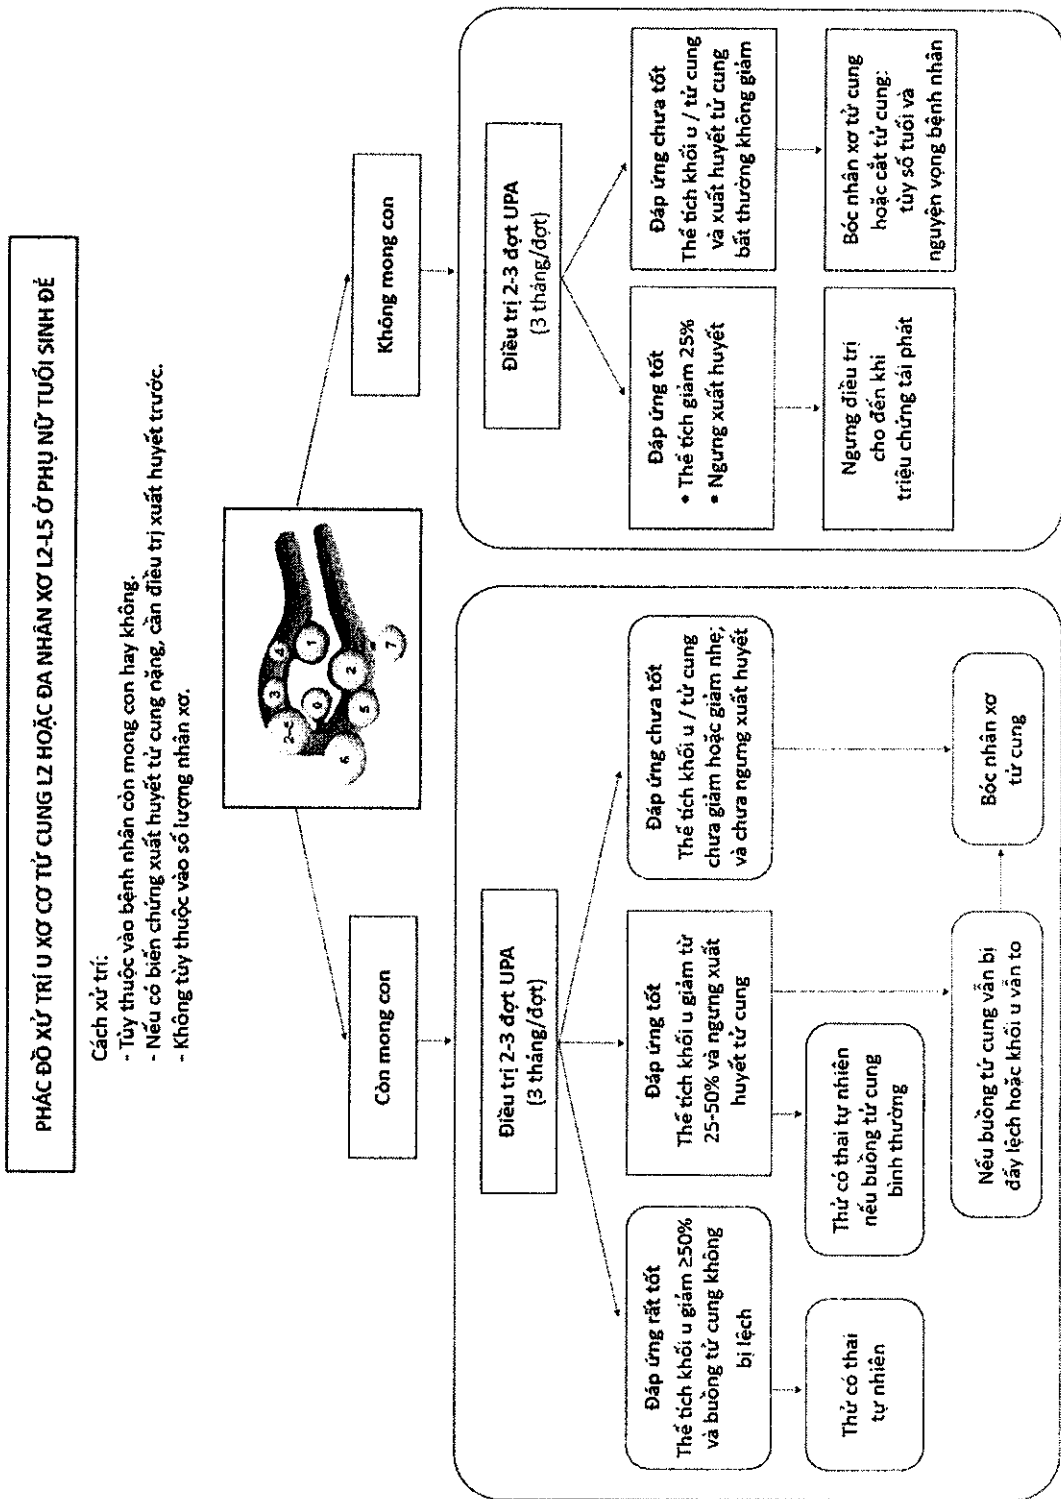 PHÁC ĐỒ XỬ TRÍ U XƠ CƠ TỬ CUNG L2 HOẶC ĐA NHÂN XƠ L2-L5 Ở PHỤ NỮ TUỔI SINH ĐẺ
Cách xử trí:
- Tùy thuộc vào bệnh nhân còn mong con hay không.
- Nếu có biến chứng xuất huyết tử cung nặng, cần điều trị xuất huyết trước.
- Không tùy thuộc vào số lượng nhân xơ.
2-5
3
4
0
1
6
5
2
7
Còn mong con
Không mong con
Điều trị 2-3 đợt UPA
(3 tháng/đợt)
Đáp ứng rất tốt
Thể tích khối u giảm ≥50%
và buồng tử cung không
bị lệch
Đáp ứng tốt
Thể tích khối u giảm từ
25-50% và ngưng xuất
huyết tử cung
Đáp ứng chưa tốt
Thể tích khối u / tử cung
chưa giảm hoặc giảm nhẹ;
và chưa ngưng xuất huyết
Thử có thai
tự nhiên
Thử có thai tự nhiên
nếu buồng tử cung
bình thường
Nếu buồng tử cung vẫn bị
đẩy lệch hoặc khối u vẫn to
Bóc nhân xơ
tử cung
Điều trị 2-3 đợt UPA
(3 tháng/đợt)
Đáp ứng tốt
• Thể tích giảm 25%
• Ngưng xuất huyết
Đáp ứng chưa tốt
Thể tích khối u / tử cung
và xuất huyết tử cung
bất thường không giảm
Ngưng điều trị
cho đến khi
triệu chứng tái phát
Bóc nhân xơ tử cung
hoặc cắt tử cung:
tùy số tuổi và
nguyện vọng bệnh nhân